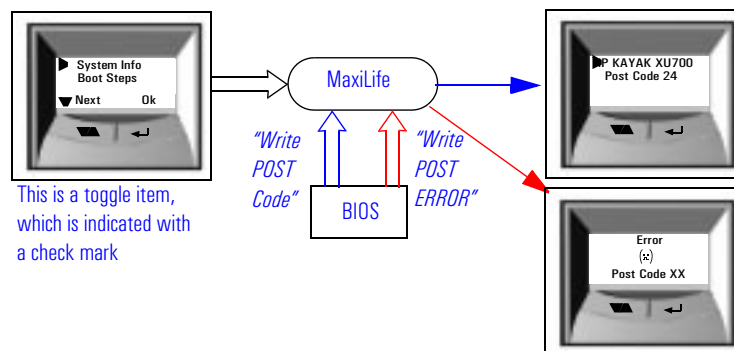 System Info
Boot Steps
Next Ok
This is a toggle item,
which is indicated with
a check mark
MaxiLife
“Write
POST
Code”
“Write
POST
ERROR”
BIOS
P KAYAK XU700
Post Code 24
Error
Post Code XX